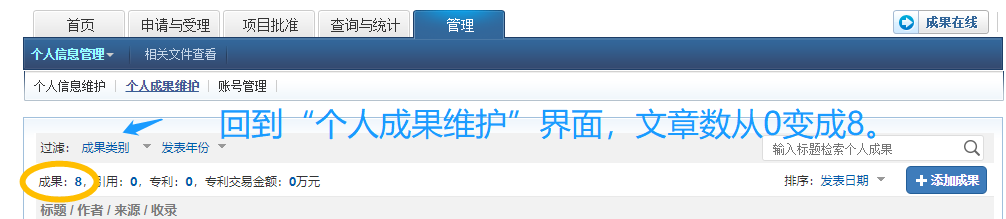 首页 申请与受理 项目批准 查询与统计 管理 成果在线
个人信息管理 相关文件查看
个人信息维护 个人成果维护 账号管理
回到“个人成果维护”界面，文章数从0变成8。
过滤： 成果类别 发表年份 输入标题检索个人成果
成果：8，引用：0，专利：0，专利交易金额：0万元 排序：发表日期 添加成果
标题 / 作者 / 来源 / 收录